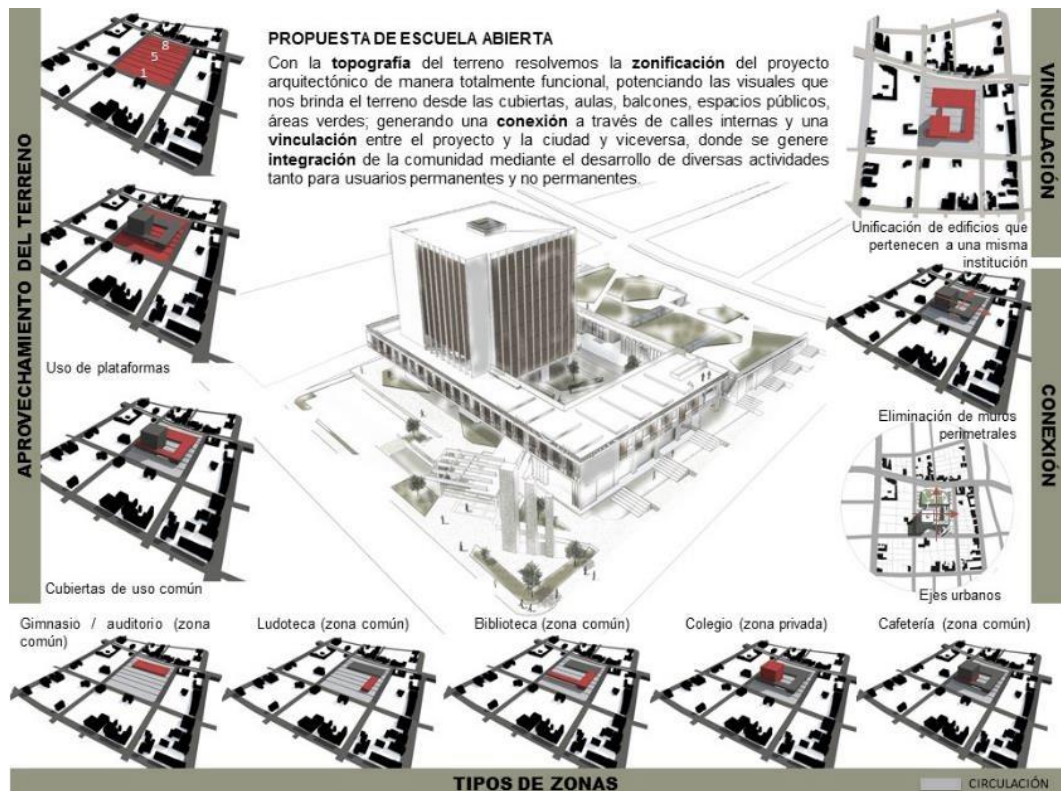 PROPUESTA DE ESCUELA ABIERTA
Con la topografía del terreno resolvemos la zonificación del proyecto
arquitectónico de manera totalmente funcional, potenciando las visuales que
nos brinda el terreno desde las cubiertas, aulas, balcones, espacios públicos,
áreas verdes; generando una conexión a través de calles internas y una
vinculación entre el proyecto y la ciudad y viceversa, donde se genere
integración de la comunidad mediante el desarrollo de diversas actividades
tanto para usuarios permanentes y no permanentes.
8
5
1
APROVECHAMIENTO DEL TERRENO
Uso de plataformas
Cubiertas de uso común
VINCULACIÓN
Unificación de edificios que
pertenecen a una misma
institución
CONEXIÓN
Eliminación de muros
perimetrales
Ejes urbanos
Gimnasio / auditorio (zona
común)
Ludoteca (zona común)
Biblioteca (zona común)
Colegio (zona privada)
Cafetería (zona común)
TIPOS DE ZONAS
CIRCULACIÓN